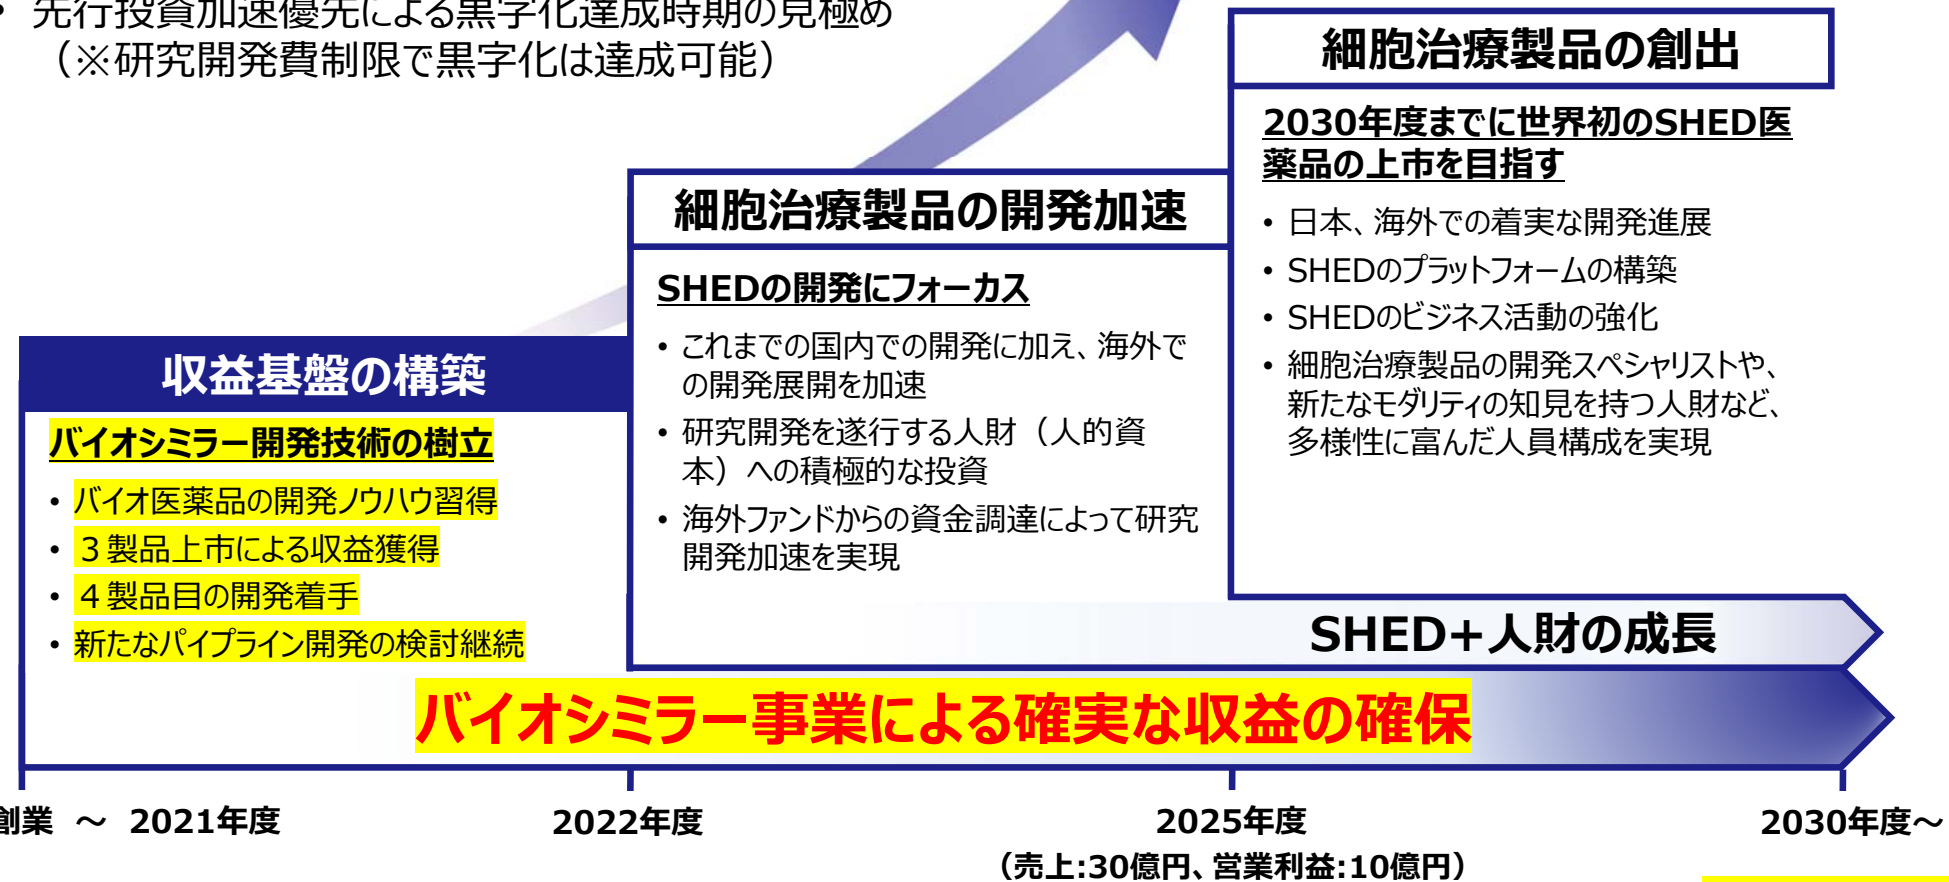 • 先行投資加速優先による黒字化達成時期の見極め
（※研究開発費制限で黒字化は達成可能）
細胞治療製品の創出
2030年度までに世界初のSHED医
薬品の上市を目指す
• 日本、海外での着実な開発進展
• SHEDのプラットフォームの構築
• SHEDのビジネス活動の強化
• 細胞治療製品の開発スペシャリストや、
新たなモダリティの知見を持つ人財など、
多様性に富んだ人員構成を実現
細胞治療製品の開発加速
SHEDの開発にフォーカス
• これまでの国内での開発に加え、海外で
の開発展開を加速
• 研究開発を遂行する人財（人的資
本）への積極的な投資
• 海外ファンドからの資金調達によって研究
開発加速を実現
収益基盤の構築
バイオシミラー開発技術の樹立
• バイオ医薬品の開発ノウハウ習得
• ３製品上市による収益獲得
• ４製品目の開発着手
• 新たなパイプライン開発の検討継続
SHED+人財の成長
バイオシミラー事業による確実な収益の確保
創業 ～ 2021年度
2022年度
2025年度
（売上:30億円、営業利益:10億円）
2030年度～